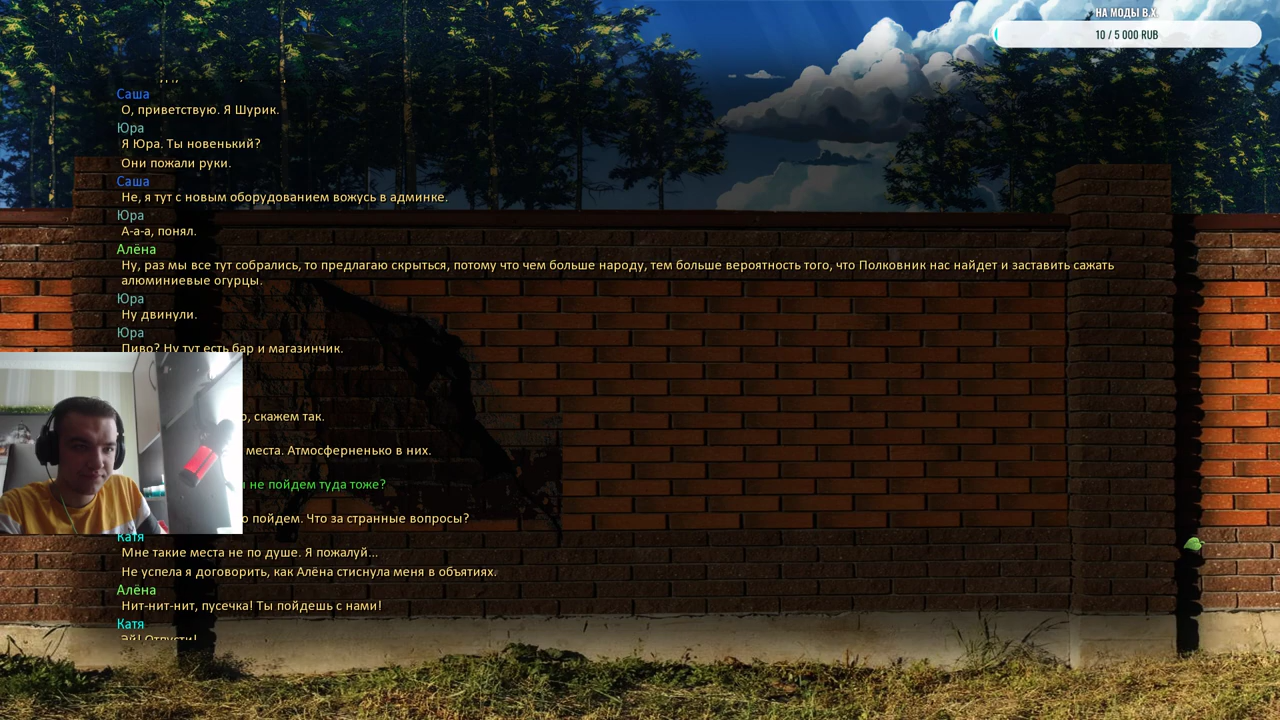 НА МОДЫ В.Х.
10 / 5 000 RUB
Саша
О, приветствую. Я Шурик.
Юра
Я Юра. Ты новенький?
Они пожали руки.
Саша
Не, я тут с новым оборудованием вожусь в админке.
Юра
А-а-а, понял.
Алёна
Ну, раз мы все тут собрались, то предлагаю скрыться, потому что чем больше народу, тем больше вероятность того, что Полковник нас найдет и заставить сажать
алюминиевые огурцы.
Юра
Ну двинули.
Юра
Пиво? Ну тут есть бар и магазинчик.
скажем так.
места. Атмосферненько в них.
не пойдем туда тоже?
пойдем. Что за странные вопросы?
Катя
Мне такие места не по душе. Я пожалуй...
Не успела я договорить, как Алёна стиснула меня в объятиях.
Алёна
Нит-нит-нит, пусечка! Ты пойдешь с нами!
Катя
Эй! Отпусти!